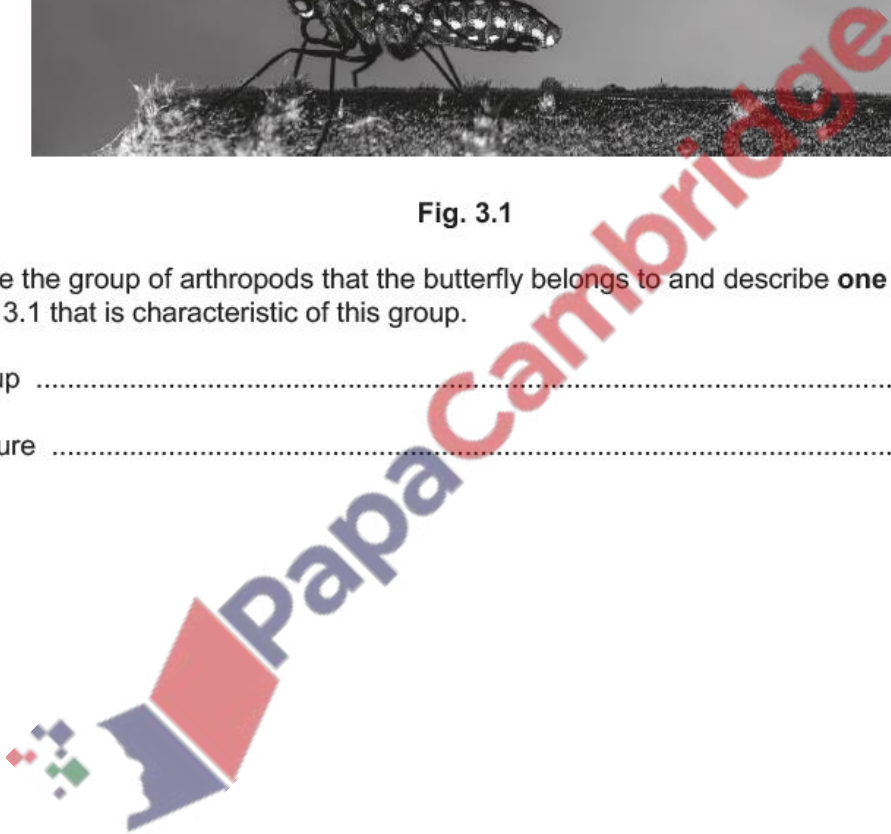 Fig. 3.1
e the group of arthropods that the butterfly belongs to and describe one
3.1 that is characteristic of this group.
up ................................................................
ure ................................................................
PapaCambridge